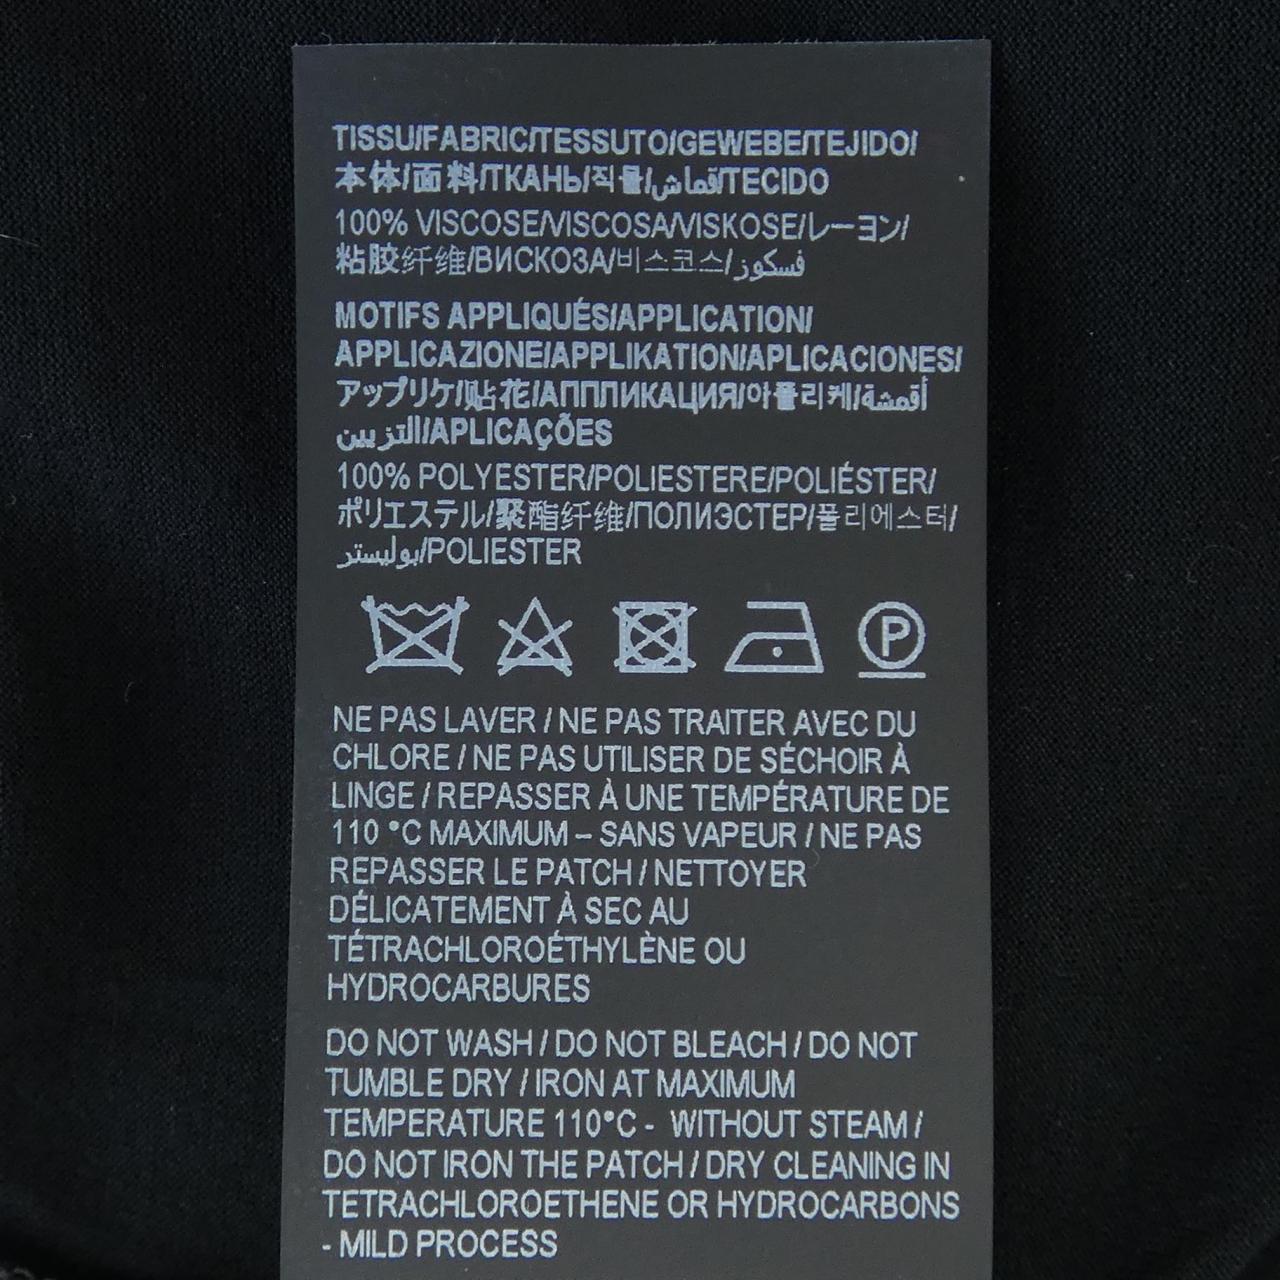 TISSU/FABRIC/TESSUTO/GEWEBE/TEJIDO/
本体/面料/ТКАНЬ/직물/قماش/TECIDO
100% VISCOSE/VISCOSA/VISKOSE/レーヨン/
粘胶纤维/ВИСКОЗА/비스코스/فسكوز
MOTIFS APPLIQUÉS/APPLICATION/
APPLICAZIONE/APPLIKATION/APLICACIONES/
アップリケ/贴花/АППЛИКАЦИЯ/아플리케/أقمشة
التزيين/APLICAÇÕES
100% POLYESTER/POLIESTERE/POLIÉSTER/
ポリエステル/聚酯纤维/ПОЛИЭСТЕР/폴리에스터/
بوليستر/POLIESTER
P
NE PAS LAVER / NE PAS TRAITER AVEC DU
CHLORE / NE PAS UTILISER DE SÉCHOIR À
LINGE / REPASSER À UNE TEMPÉRATURE DE
110 °C MAXIMUM – SANS VAPEUR / NE PAS
REPASSER LE PATCH / NETTOYER
DÉLICATEMENT À SEC AU
TÉTRACHLOROÉTHYLÈNE OU
HYDROCARBURES
DO NOT WASH / DO NOT BLEACH / DO NOT
TUMBLE DRY / IRON AT MAXIMUM
TEMPERATURE 110°C - WITHOUT STEAM /
DO NOT IRON THE PATCH / DRY CLEANING IN
TETRACHLOROETHENE OR HYDROCARBONS
- MILD PROCESS